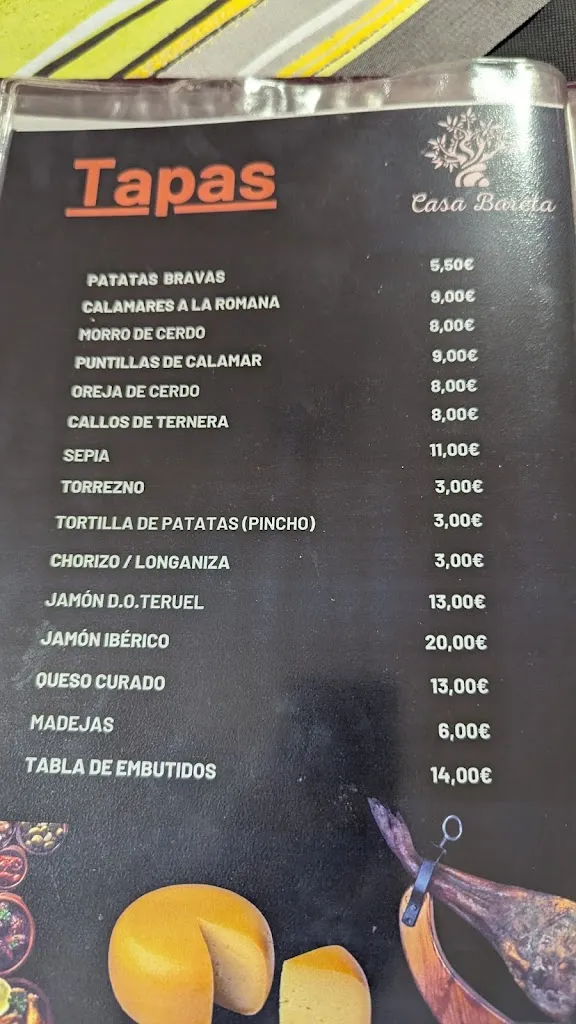 Tapas
Casa Bareta
PATATAS BRAVAS 5,50€
CALAMARES A LA ROMANA 9,00€
MORRO DE CERDO 8,00€
PUNTILLAS DE CALAMAR 9,00€
OREJA DE CERDO 8,00€
CALLOS DE TERNERA 8,00€
SEPIA 11,00€
TORREZNO 3,00€
TORTILLA DE PATATAS (PINCHO) 3,00€
CHORIZO / LONGANIZA 3,00€
JAMÓN D.O.TERUEL 13,00€
JAMÓN IBÉRICO 20,00€
QUESO CURADO 13,00€
MADEJAS 6,00€
TABLA DE EMBUTIDOS 14,00€